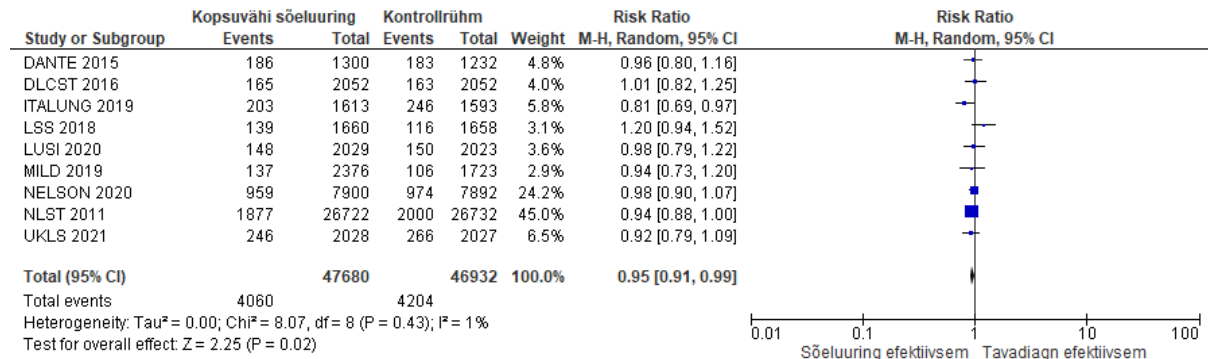 Kopsuvähi sõeluuring Kontrollrühm Risk Ratio Risk Ratio
Study or Subgroup Events Total Events Total Weight M-H, Random, 95% CI M-H, Random, 95% CI
DANTE 2015 186 1300 183 1232 4.8% 0.96 [0.80, 1.16]
DLCST 2016 165 2052 163 2052 4.0% 1.01 [0.82, 1.25]
ITALUNG 2019 203 1613 246 1593 5.8% 0.81 [0.69, 0.97]
LSS 2018 139 1660 116 1658 3.1% 1.20 [0.94, 1.52]
LUSI 2020 148 2029 150 2023 3.6% 0.98 [0.79, 1.22]
MILD 2019 137 2376 106 1723 2.9% 0.94 [0.73, 1.20]
NELSON 2020 959 7900 974 7892 24.2% 0.98 [0.90, 1.07]
NLST 2011 1877 26722 2000 26732 45.0% 0.94 [0.88, 1.00]
UKLS 2021 246 2028 266 2027 6.5% 0.92 [0.79, 1.09]
Total (95% CI) 47680 46932 100.0% 0.95 [0.91, 0.99]
Total events 4060 4204
Heterogeneity: Tau² = 0.00; Chi² = 8.07, df = 8 (P = 0.43); I² = 1%
Test for overall effect: Z = 2.25 (P = 0.02)
0.01 0.1 1 10 100
Sõeluuring efektiivsem Tavadiagn efektiivsem